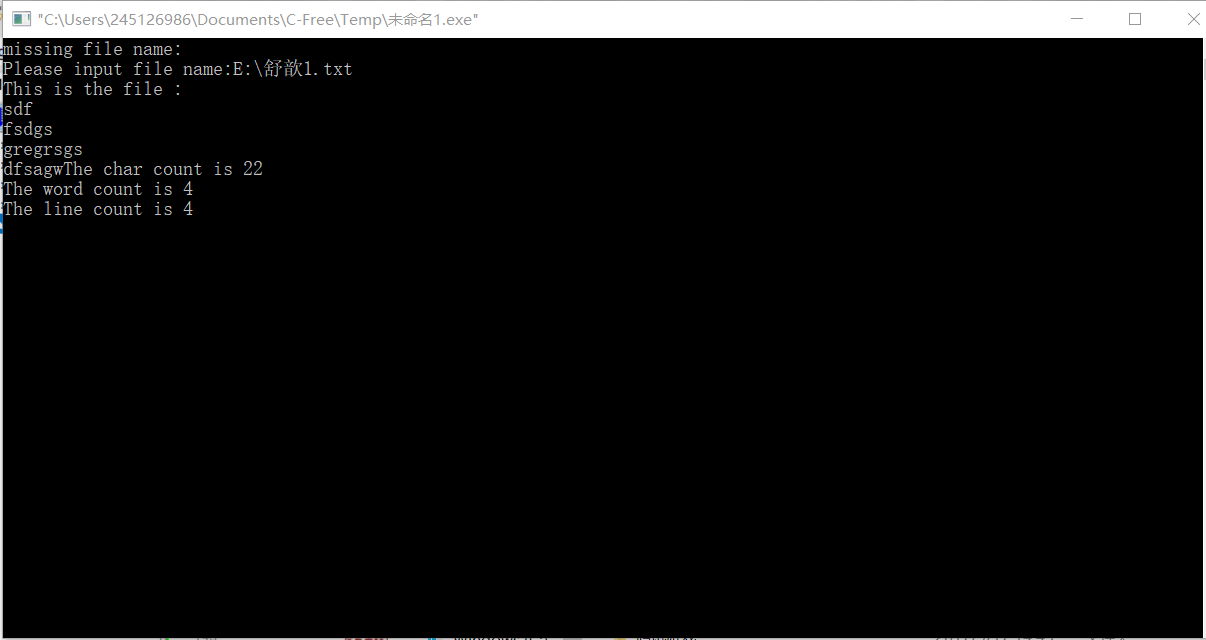 "C:\Users\245126986\Documents\C-Free\Temp\未命名1.exe"
missing file name:
Please input file name:E:\舒歆1.txt
This is the file :
sdf
fsdgs
gregrsgs
dfsagwThe char count is 22
The word count is 4
The line count is 4